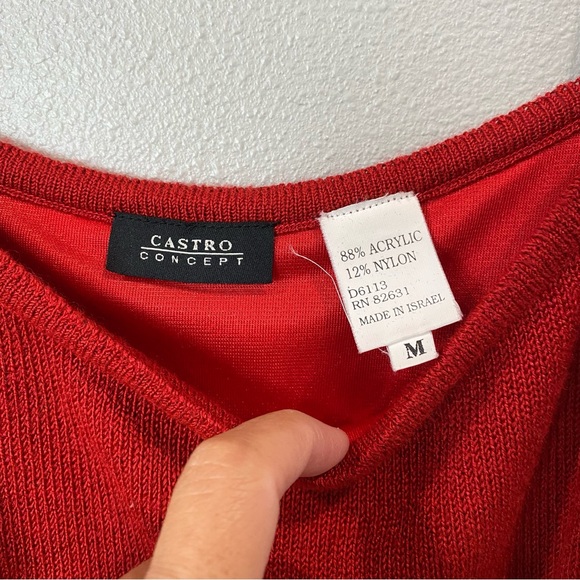 CASTRO
CONCEPT
88% ACRYLIC
12% NYLON
D6113
RN 82631
MADE IN ISRAEL
M